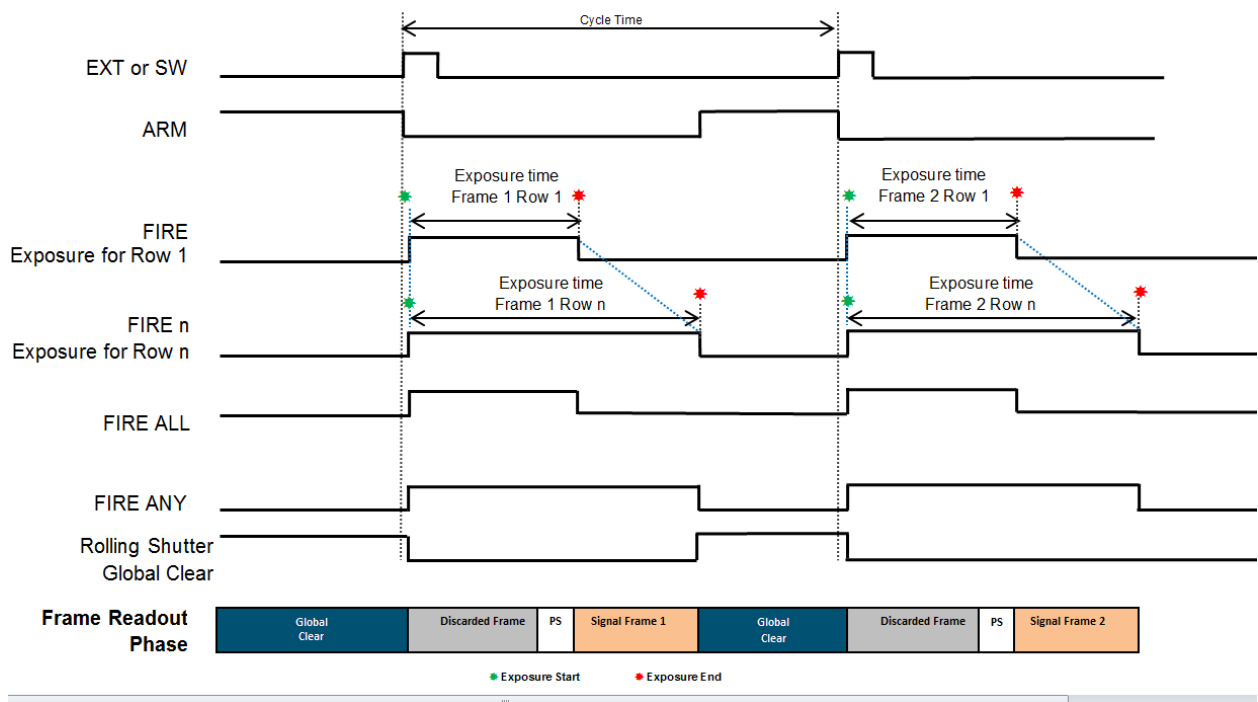 Cycle Time
EXT or SW
ARM
Exposure time
Frame 1 Row 1
Exposure time
Frame 2 Row 1
FIRE
Exposure for Row 1
Exposure time
Frame 1 Row n
Exposure time
Frame 2 Row n
FIRE n
Exposure for Row n
FIRE ALL
FIRE ANY
Rolling Shutter
Global Clear
Frame Readout
Phase
Global
Clear
Discarded Frame
PS
Signal Frame 1
Global
Clear
Discarded Frame
PS
Signal Frame 2
Exposure Start
Exposure End